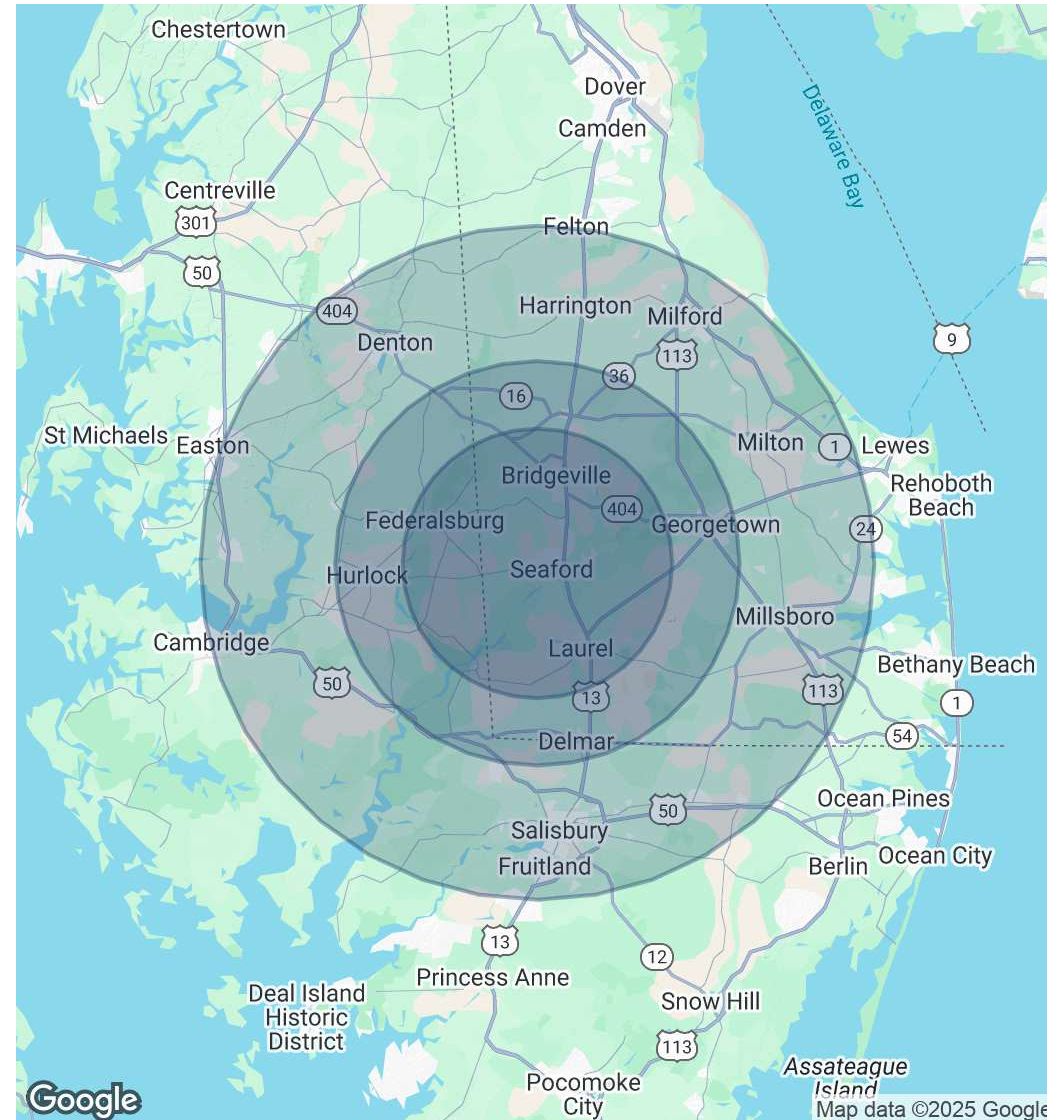 Chestertown
Dover
Delaware Bay
Camden
Centreville
301
Felton
50
404
Harrington
Milford
9
Denton
113
36
16
St Michaels
Easton
Milton
1
Lewes
Bridgeville
Rehoboth
Beach
404
Federalsburg
Georgetown
24
Hurlock
Seaford
Millsboro
Cambridge
Laurel
Bethany Beach
50
13
113
1
54
Delmar
Ocean Pines
50
Salisbury
Ocean City
Fruitland
Berlin
13
12
Princess Anne
Deal Island
Historic
District
Snow Hill
113
Assateague
Island
Pocomoke
City
Google
Map data ©2025 Google